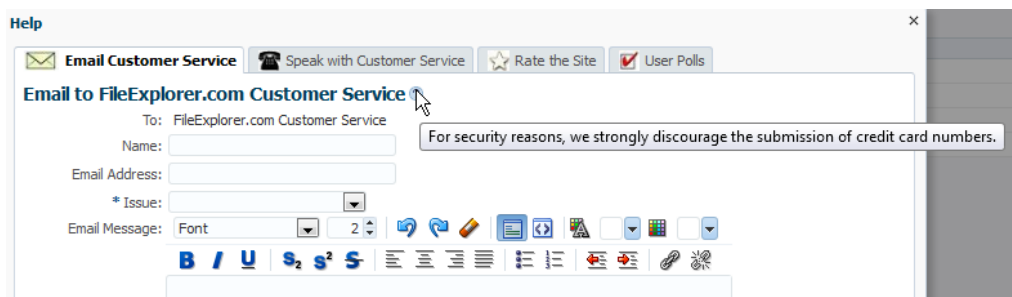 Help
Email Customer Service Speak with Customer Service Rate the Site User Polls
Email to FileExplorer.com Customer Service
To: FileExplorer.com Customer Service
For security reasons, we strongly discourage the submission of credit card numbers.
Name:
Email Address:
* Issue:
Email Message: Font 2
B I U S2 S2 S